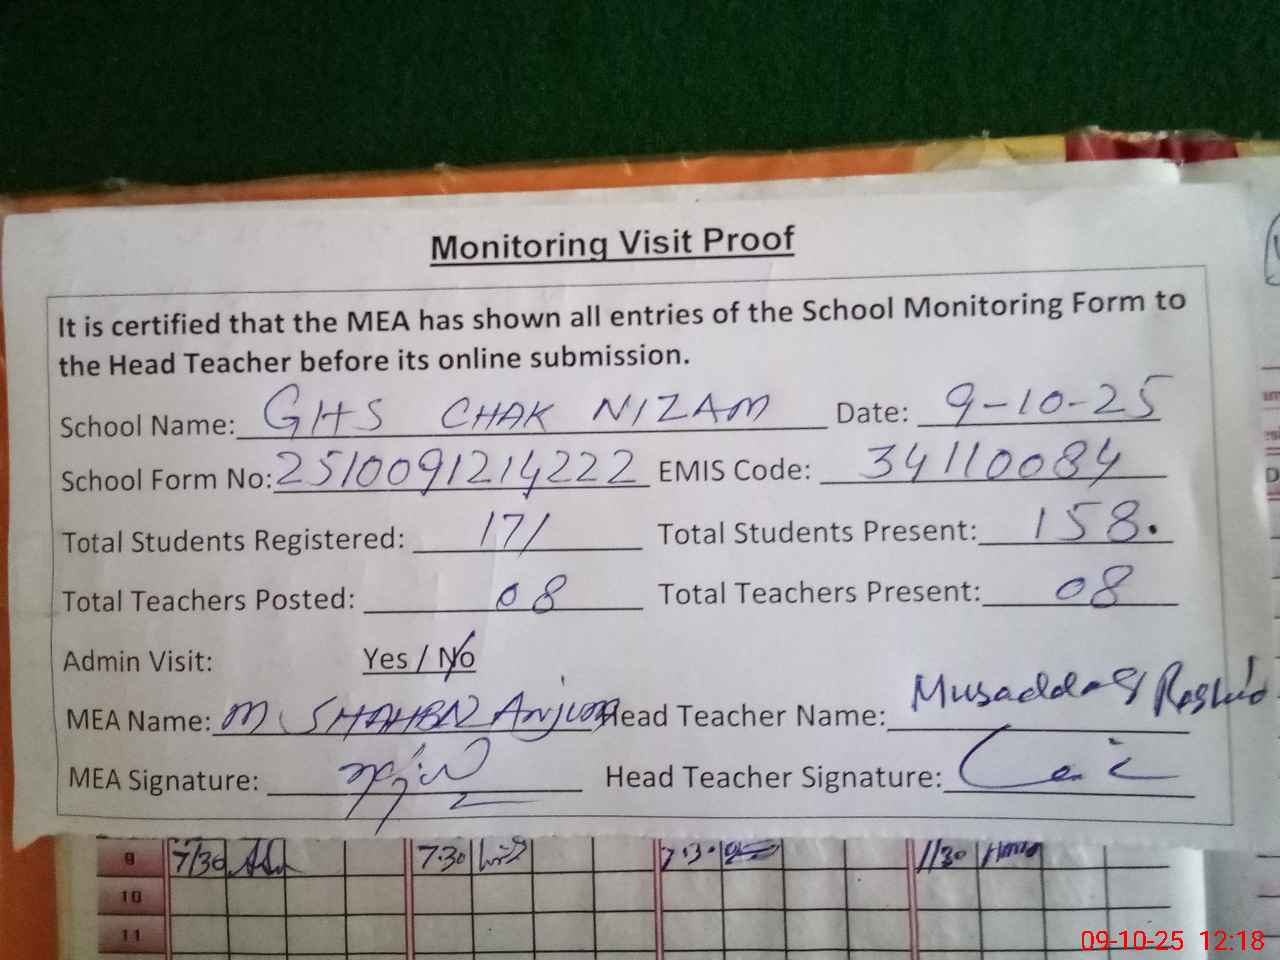 Monitoring Visit Proof
It is certified that the MEA has shown all entries of the School Monitoring Form to
the Head Teacher before its online submission.
School Name: GHS CHAK NIZAM Date: 9-10-25
School Form No: 2510091214222 EMIS Code: 34110084
Total Students Registered: 171 Total Students Present: 158.
Total Teachers Posted: 08 Total Teachers Present: 08
Admin Visit: Yes / No
MEA Name: M SHAHBN Anjum Head Teacher Name: Musaddaq Rashid
MEA Signature: Head Teacher Signature:
9 7/30 7.30 7.3. 7/30
10
11
09-10-25 12:18